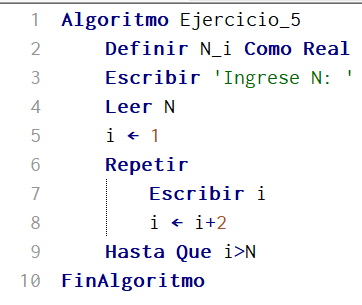 1 Algoritmo Ejercicio_5
2 Definir N_i Como Real
3 Escribir 'Ingrese N: '
4 Leer N
5 i ← 1
6 Repetir
7 Escribir i
8 i ← i+2
9 Hasta Que i>N
10 FinAlgoritmo